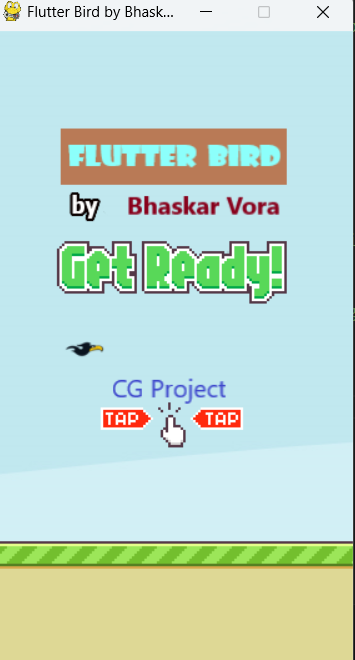 Flutter Bird by Bhask...
FLUTTER BIRD
by Bhaskar Vora
Get Ready!
CG Project
TAP TAP